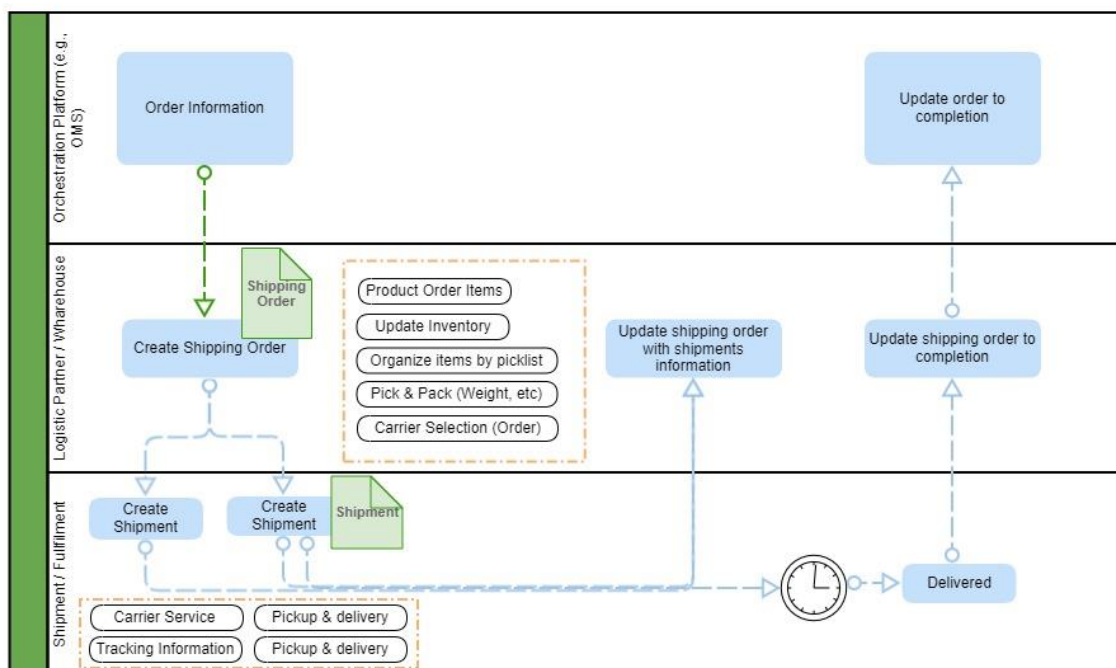 Orchestration Platform (e.g.,
OMS)
Order Information
Update order to
completion
Logistic Partner / Wharehouse
Shipping
Order
Create Shipping Order
Product Order Items
Update Inventory
Organize items by picklist
Pick & Pack (Weight, etc)
Carrier Selection (Order)
Update shipping order
with shipments
information
Update shipping order to
completion
Shipment / Fullfilment
Create
Shipment
Create
Shipment
Shipment
Delivered
Carrier Service
Pickup & delivery
Tracking Information
Pickup & delivery